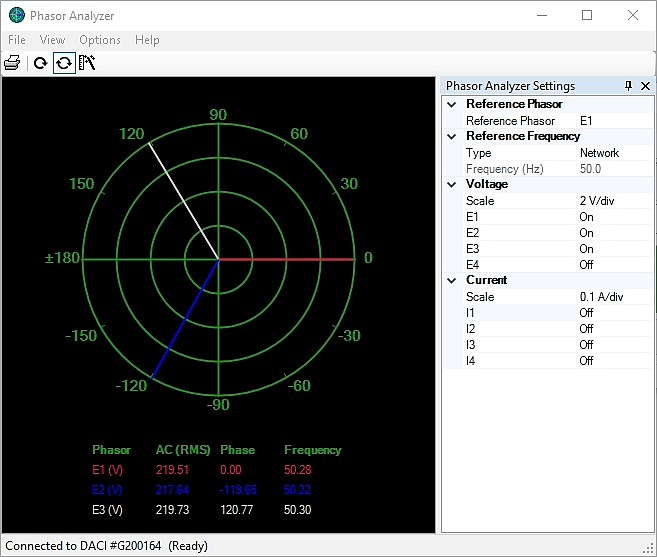 Phasor Analyzer
File View Options Help
Phasor Analyzer Settings
90
120 60
150 30
±180 0
-150 -30
-120 -60
-90
Phasor AC (RMS) Phase Frequency
E1 (V) 219.51 0.00 50.28
E2 (V) 217.64 -119.65 50.22
E3 (V) 219.73 120.77 50.30
Reference Phasor
Reference Phasor E1
Reference Frequency
Type Network
Frequency (Hz) 50.0
Voltage
Scale 2 V/div
E1 On
E2 On
E3 On
E4 Off
Current
Scale 0.1 A/div
I1 Off
I2 Off
I3 Off
I4 Off
Connected to DACI #G200164 (Ready)